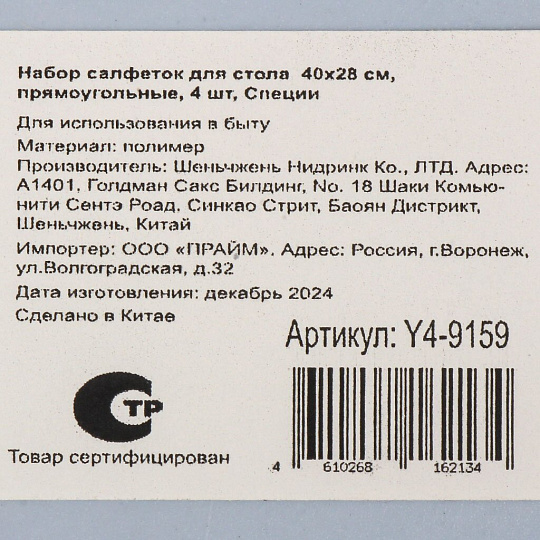 Набор салфеток для стола 40х28 см,
прямоугольные, 4 шт, Специи
Для использования в быту
Материал: полимер
Производитель: Шеньчжень Нидринк Ко., ЛТД. Адрес:
А1401, Голдман Сакс Билдинг, No. 18 Шаки Комью-
нити Сентэ Роад, Синкао Стрит, Баоян Дистрикт,
Шеньчжень, Китай
Импортер: ООО «ПРАЙМ». Адрес: Россия, г.Воронеж,
ул.Волгоградская, д.32
Дата изготовления: декабрь 2024
Сделано в Китае
Артикул: Y4-9159
СТР
Товар сертифицирован
4 610268 162134